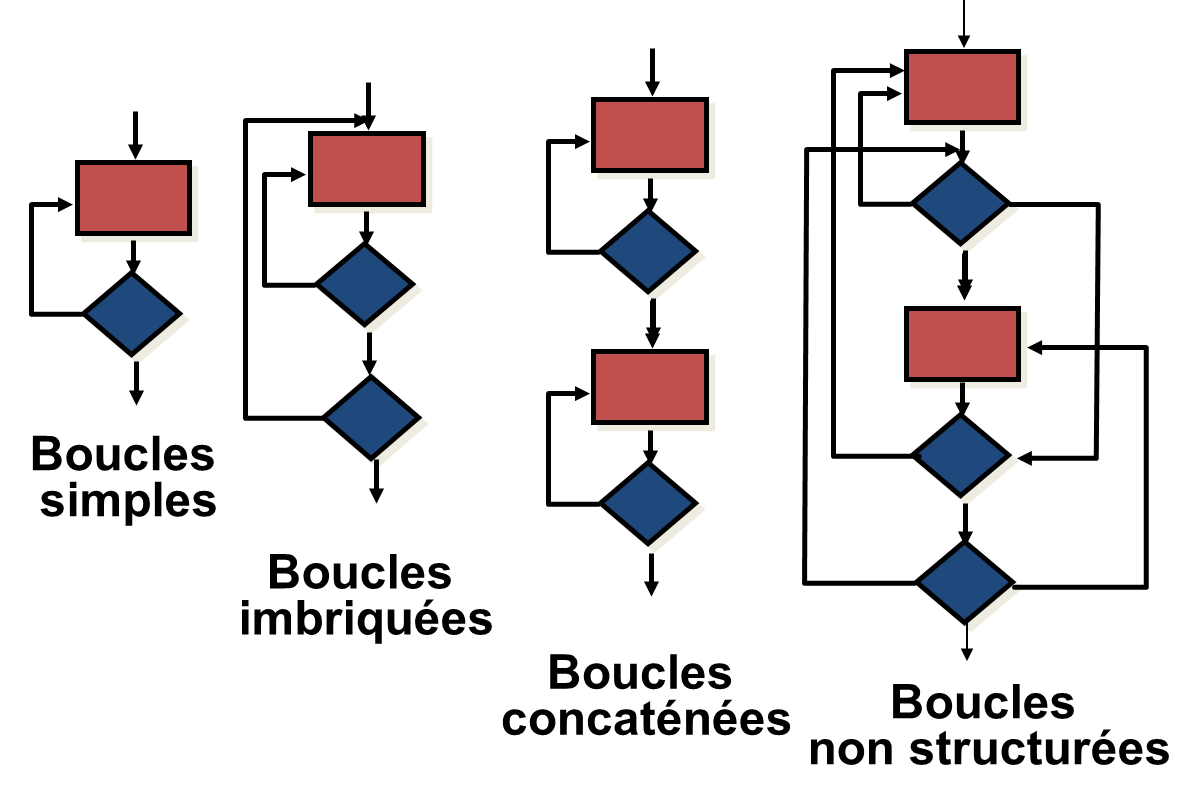 Boucles
simples
Boucles
imbriquées
Boucles
concaténées
Boucles
non structurées